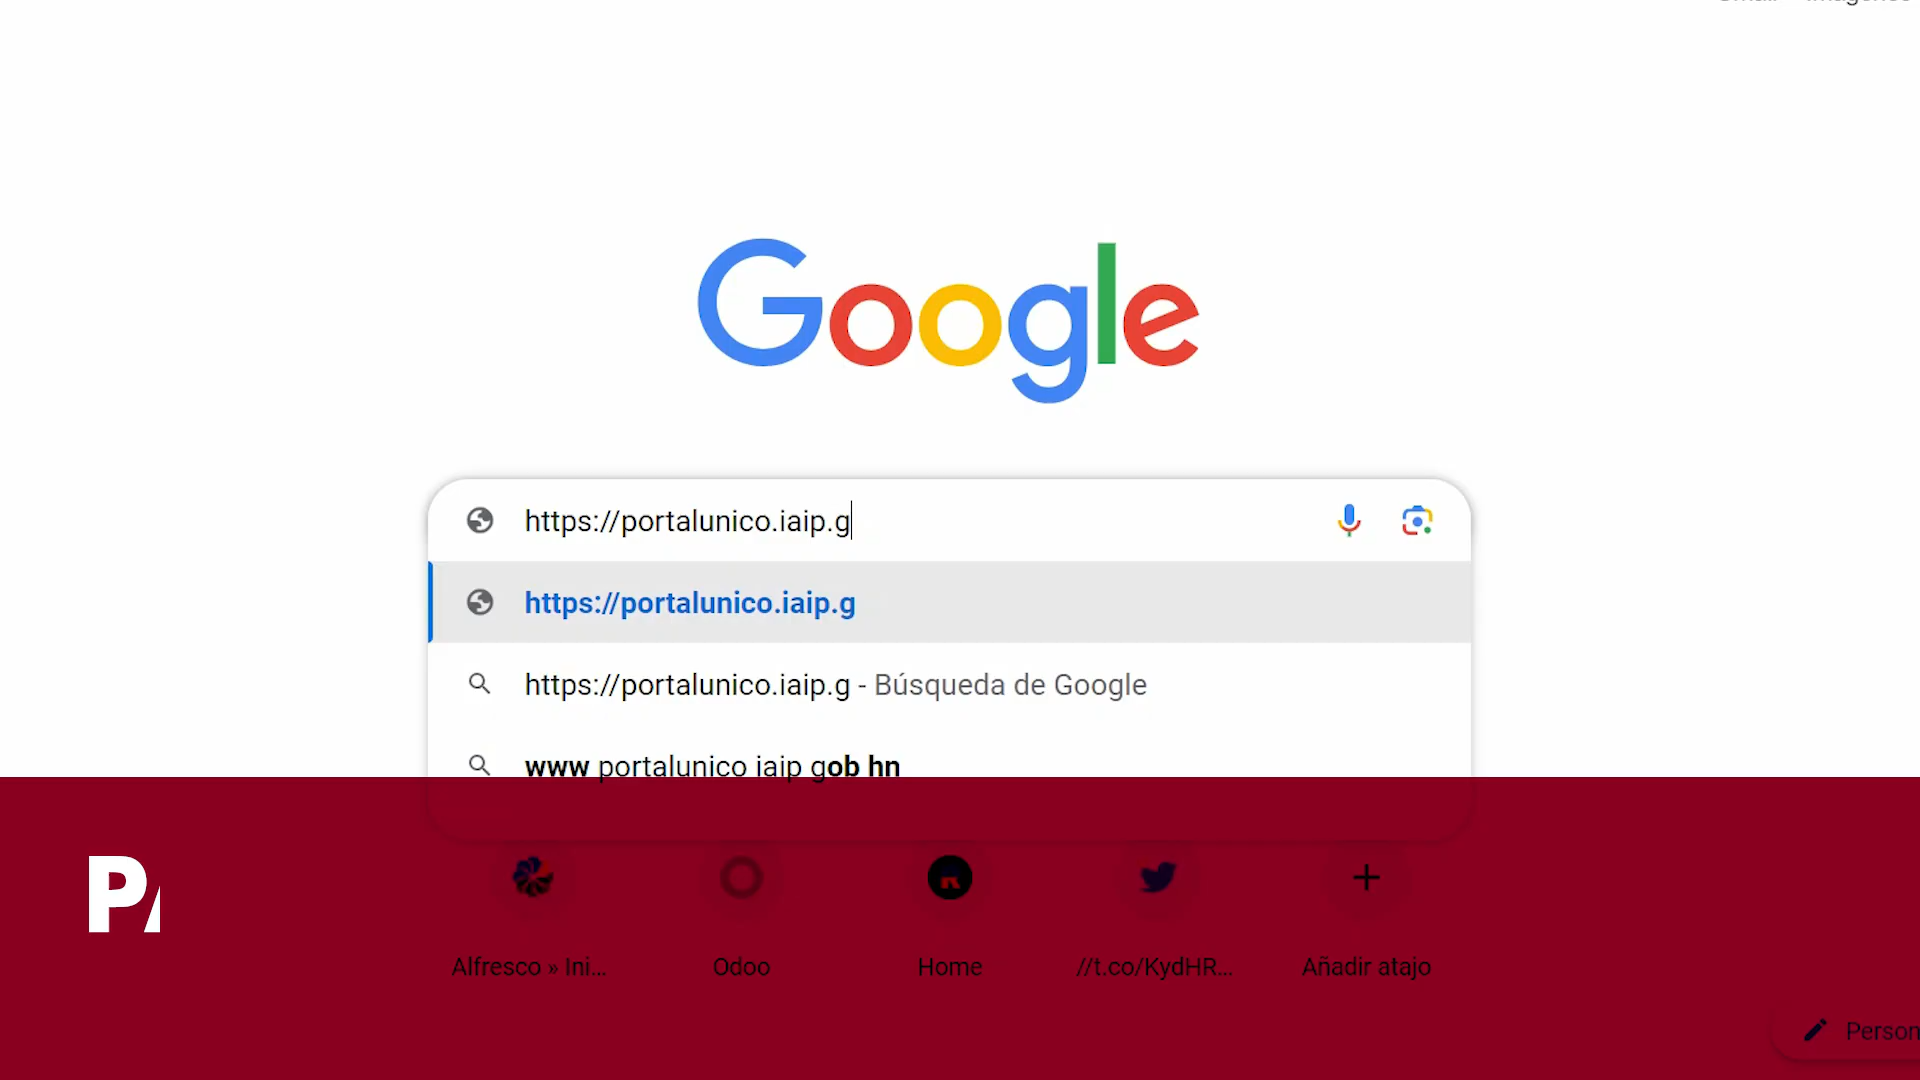 Google
https://portalunico.iaip.g
https://portalunico.iaip.g
https://portalunico.iaip.g - Búsqueda de Google
www portalunico iaip gob hn
P
Alfresco » Ini...
Odoo
Home
//t.co/KydHR...
Añadir atajo
Person